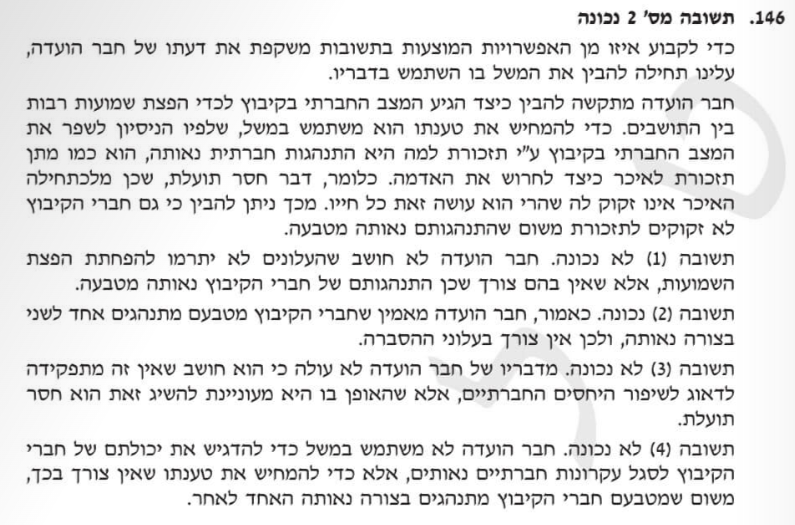 146. תשובה מס' 2 נכונה
כדי לקבוע איזו מן האפשרויות המוצעות בתשובות משקפת את דעתו של חבר הועדה,
עלינו תחילה להבין את המשל בו השתמש בדבריו.
חבר הועדה מתקשה להבין כיצד הגיע המצב החברתי בקיבוץ לכדי הפצת שמועות רבות
בין התושבים. כדי להמחיש את טענתו הוא משתמש במשל, שלפיו הניסיון לשפר את
המצב החברתי בקיבוץ ע"י תזכורת למה היא התנהגות חברתית נאותה, הוא כמו מתן
תזכורת לאיכר כיצד לחרוש את האדמה. כלומר, דבר חסר תועלת, שכן מלכתחילה
האיכר אינו זקוק לה שהרי הוא עושה זאת כל חייו. מכך ניתן להבין כי גם חברי הקיבוץ
לא זקוקים לתזכורת משום שהתנהגותם נאותה מטבעה.
תשובה (1) לא נכונה. חבר הועדה לא חושב שהעלונים לא יתרמו להפחתת הפצת
השמועות, אלא שאין בהם צורך שכן התנהגותם של חברי הקיבוץ נאותה מטבעה.
תשובה (2) נכונה. כאמור, חבר הועדה מאמין שחברי הקיבוץ מטבעם מתנהגים אחד לשני
בצורה נאותה, ולכן אין צורך בעלוני ההסברה.
תשובה (3) לא נכונה. מדבריו של חבר הועדה לא עולה כי הוא חושב שאין זה מתפקידה
לדאוג לשיפור היחסים החברתיים, אלא שהאופן בו היא מעוניינת להשיג זאת הוא חסר
תועלת.
תשובה (4) לא נכונה. חבר הועדה לא משתמש במשל כדי להדגיש את יכולתם של חברי
הקיבוץ לסגל עקרונות חברתיים נאותים, אלא כדי להמחיש את טענתו שאין צורך בכך,
משום שמטבעם חברי הקיבוץ מתנהגים בצורה נאותה האחד לאחר.